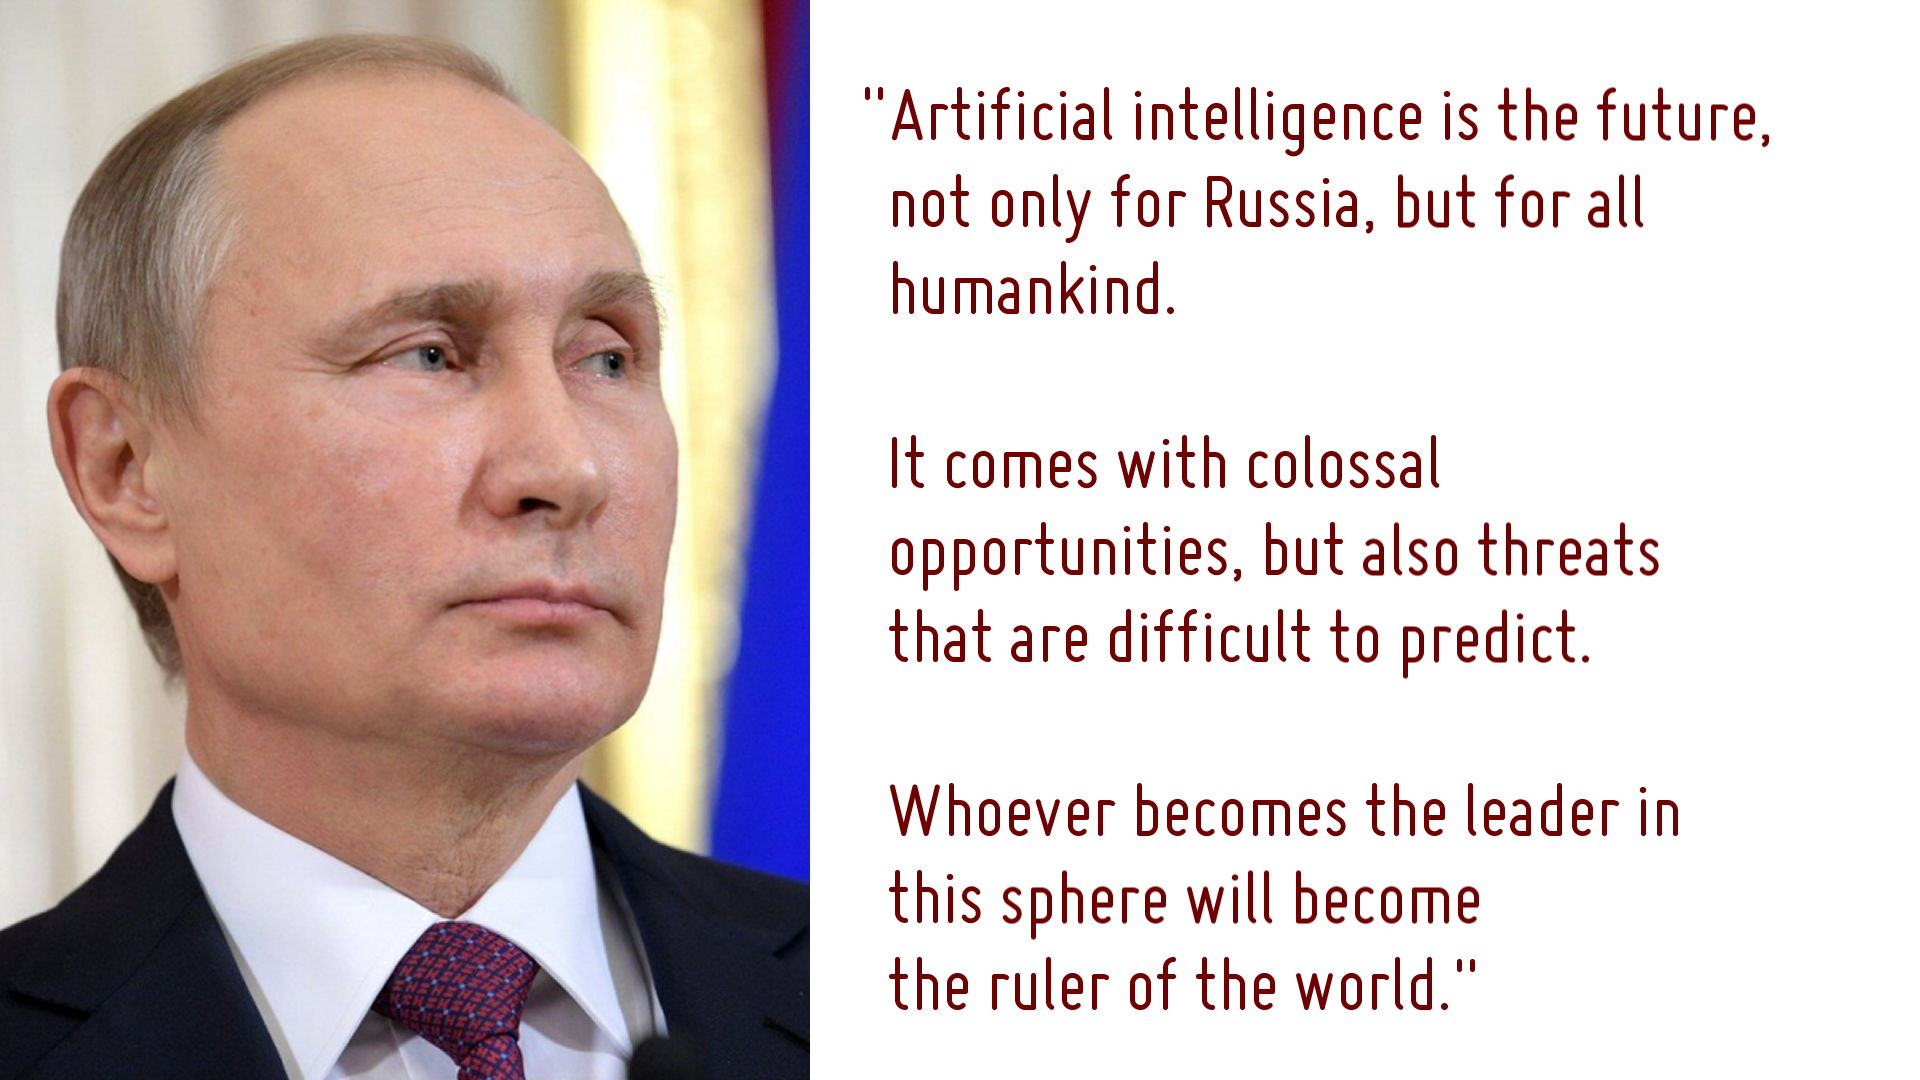 "Artificial intelligence is the future,
not only for Russia, but for all
humankind.
It comes with colossal
opportunities, but also threats
that are difficult to predict.
Whoever becomes the leader in
this sphere will become
the ruler of the world."